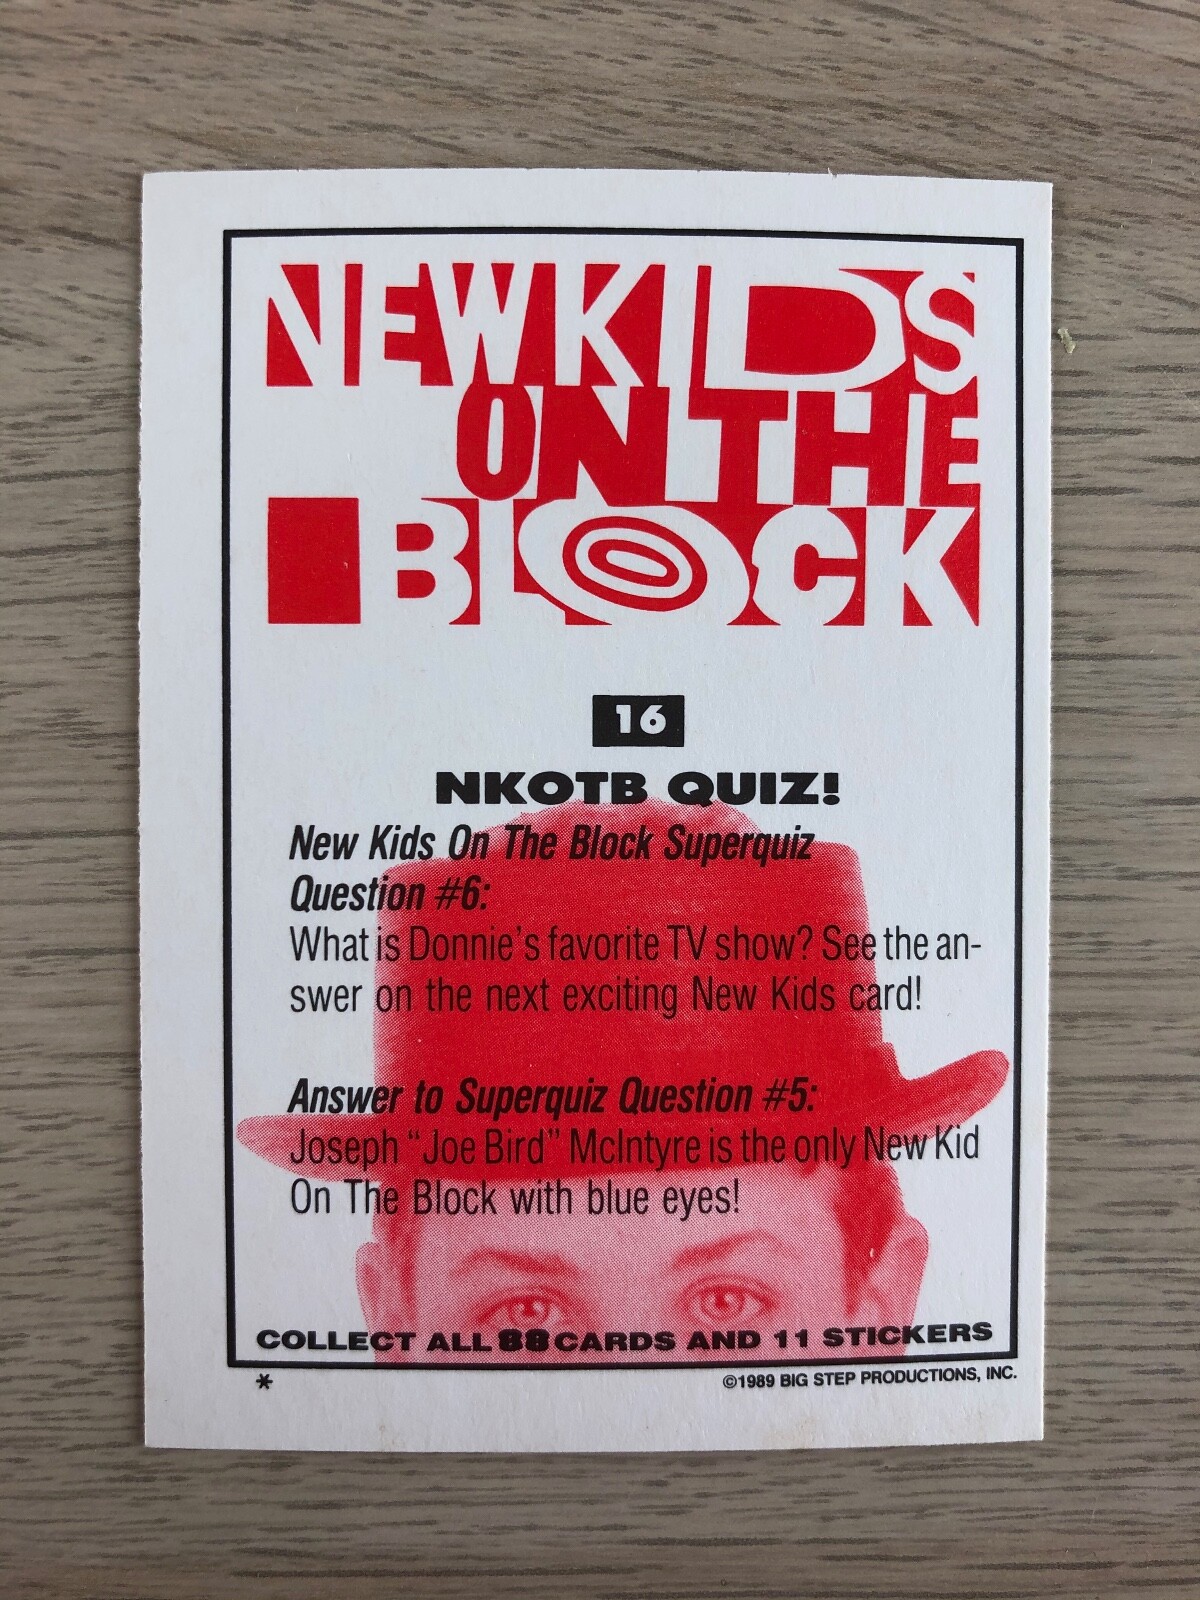 NEW KIDS
ON THE
BLOCK
16
NKOTB QUIZ!
New Kids On The Block Superquiz
Question #6:
What is Donnie's favorite TV show? See the an-
swer on the next exciting New Kids card!
Answer to Superquiz Question #5:
Joseph "Joe Bird" McIntyre is the only New Kid
On The Block with blue eyes!
COLLECT ALL 88 CARDS AND 11 STICKERS
* ©1989 BIG STEP PRODUCTIONS, INC.